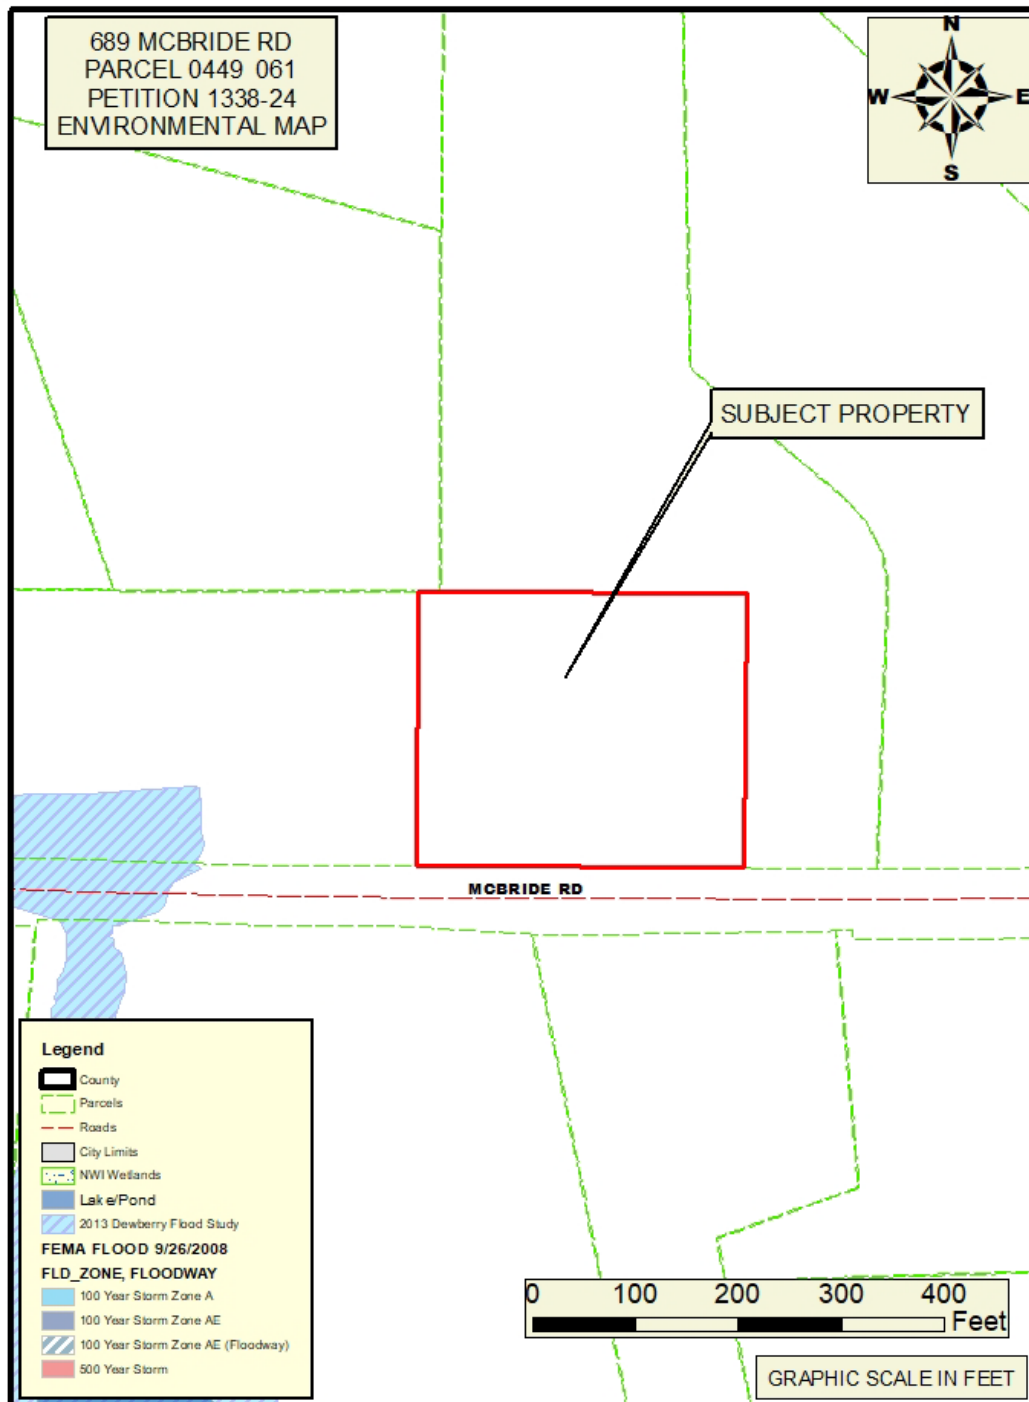 689 MCBRIDE RD
PARCEL 0449 061
PETITION 1338-24
ENVIRONMENTAL MAP
N
W
E
S
SUBJECT PROPERTY
MCBRIDE RD
Legend
County
Parcels
Roads
City Limits
NWI Wetlands
Lake/Pond
2013 Dewberry Flood Study
FEMA FLOOD 9/26/2008
FLD_ZONE, FLOODWAY
100 Year Storm Zone A
100 Year Storm Zone AE
100 Year Storm Zone AE (Floodway)
500 Year Storm
0 100 200 300 400
Feet
GRAPHIC SCALE IN FEET